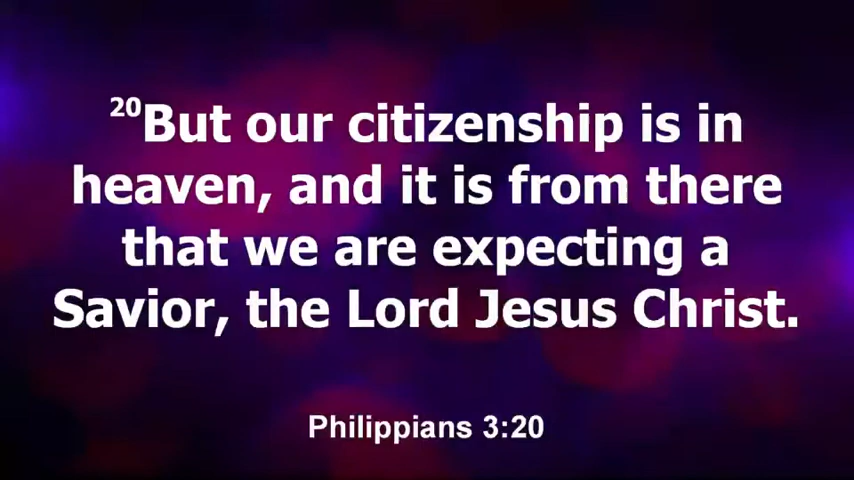 20But our citizenship is in
heaven, and it is from there
that we are expecting a
Savior, the Lord Jesus Christ.
Philippians 3:20